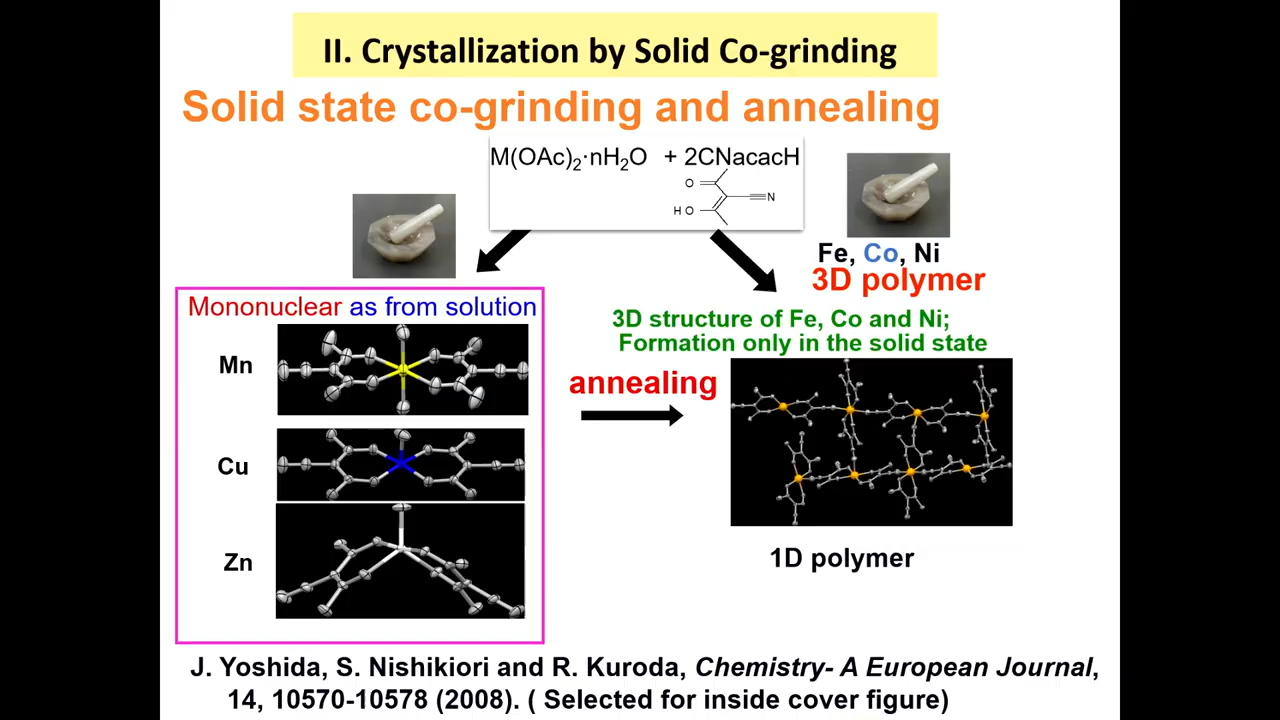 II. Crystallization by Solid Co-grinding
Solid state co-grinding and annealing
M(OAc)₂·nH₂O + 2CNacacH
O
N
H O
Fe, Co, Ni
3D polymer
Mononuclear as from solution
3D structure of Fe, Co and Ni;
Formation only in the solid state
Mn
annealing
Cu
Zn
1D polymer
J. Yoshida, S. Nishikiori and R. Kuroda, Chemistry- A European Journal,
14, 10570-10578 (2008). ( Selected for inside cover figure)